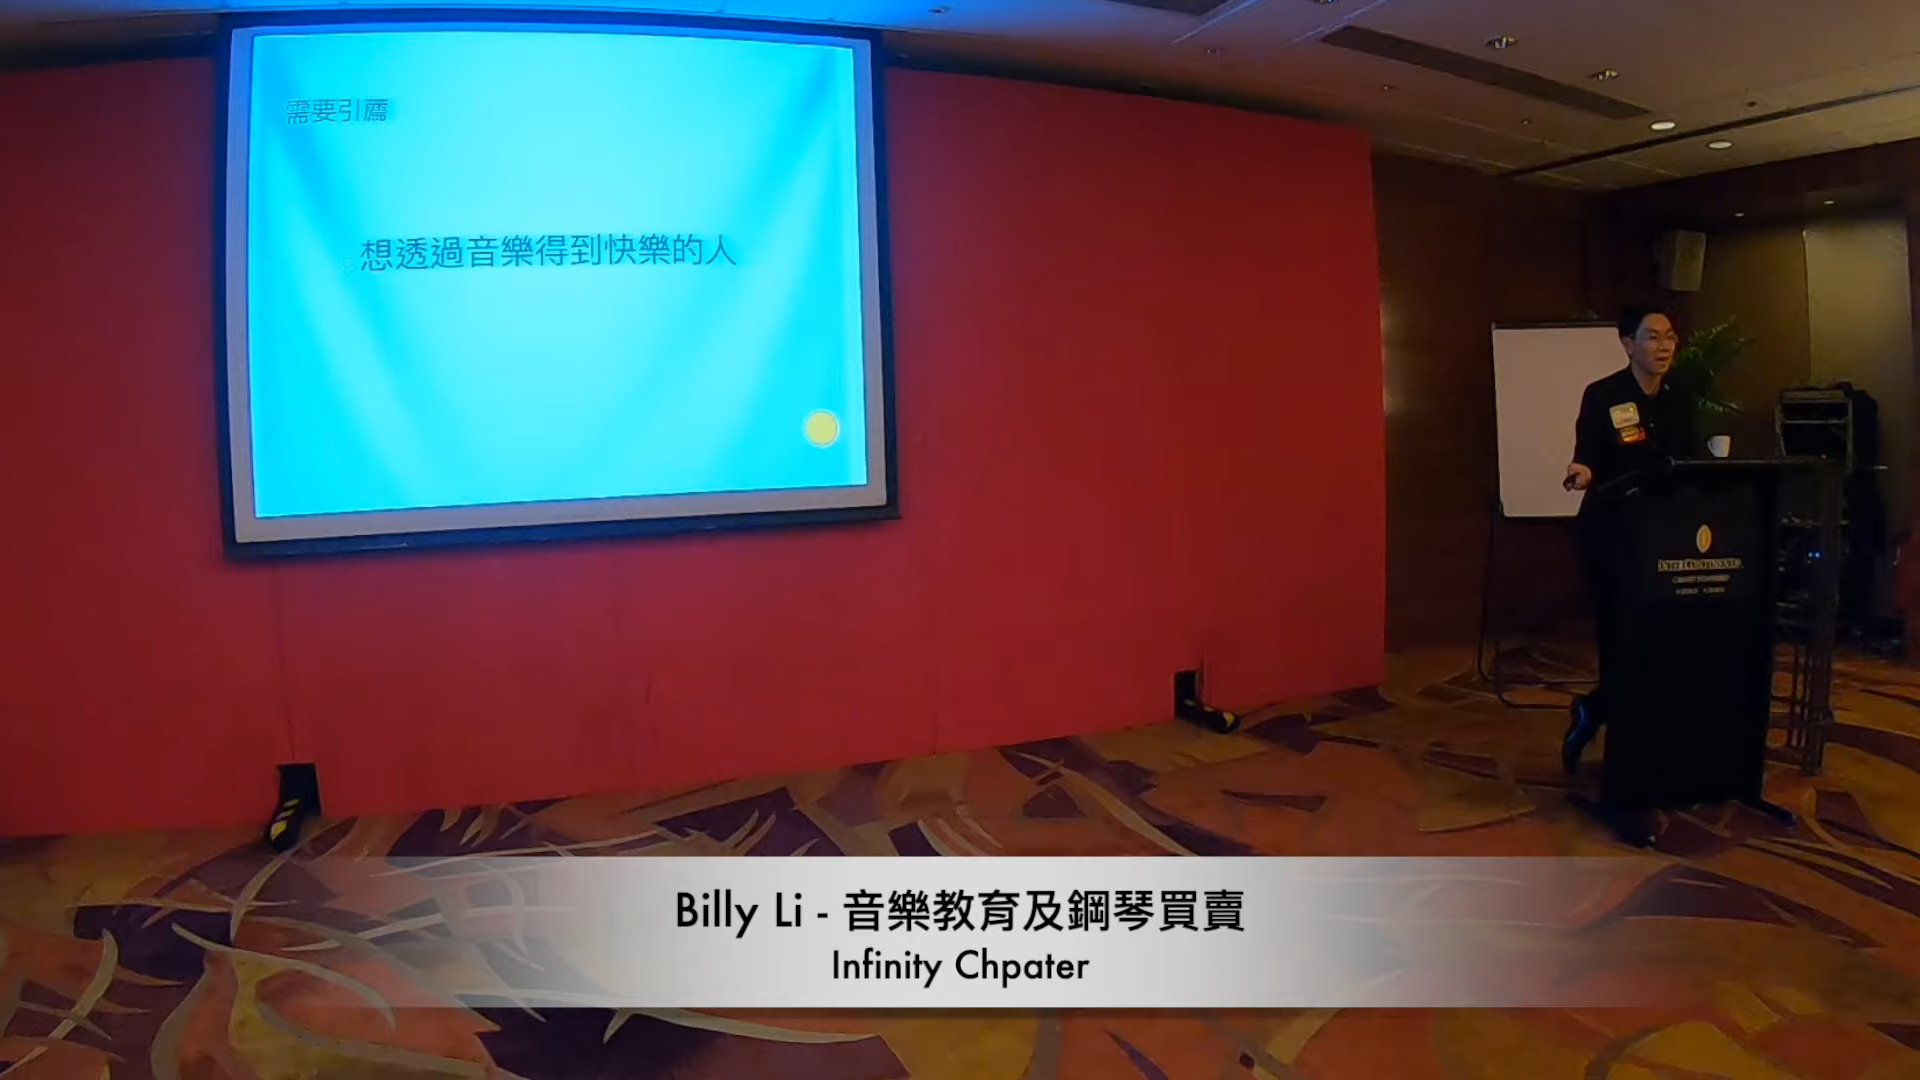 需要引薦
想透過音樂得到快樂的人
INTERCONTINENTAL
Billy Li - 音樂教育及鋼琴買賣
Infinity Chpater